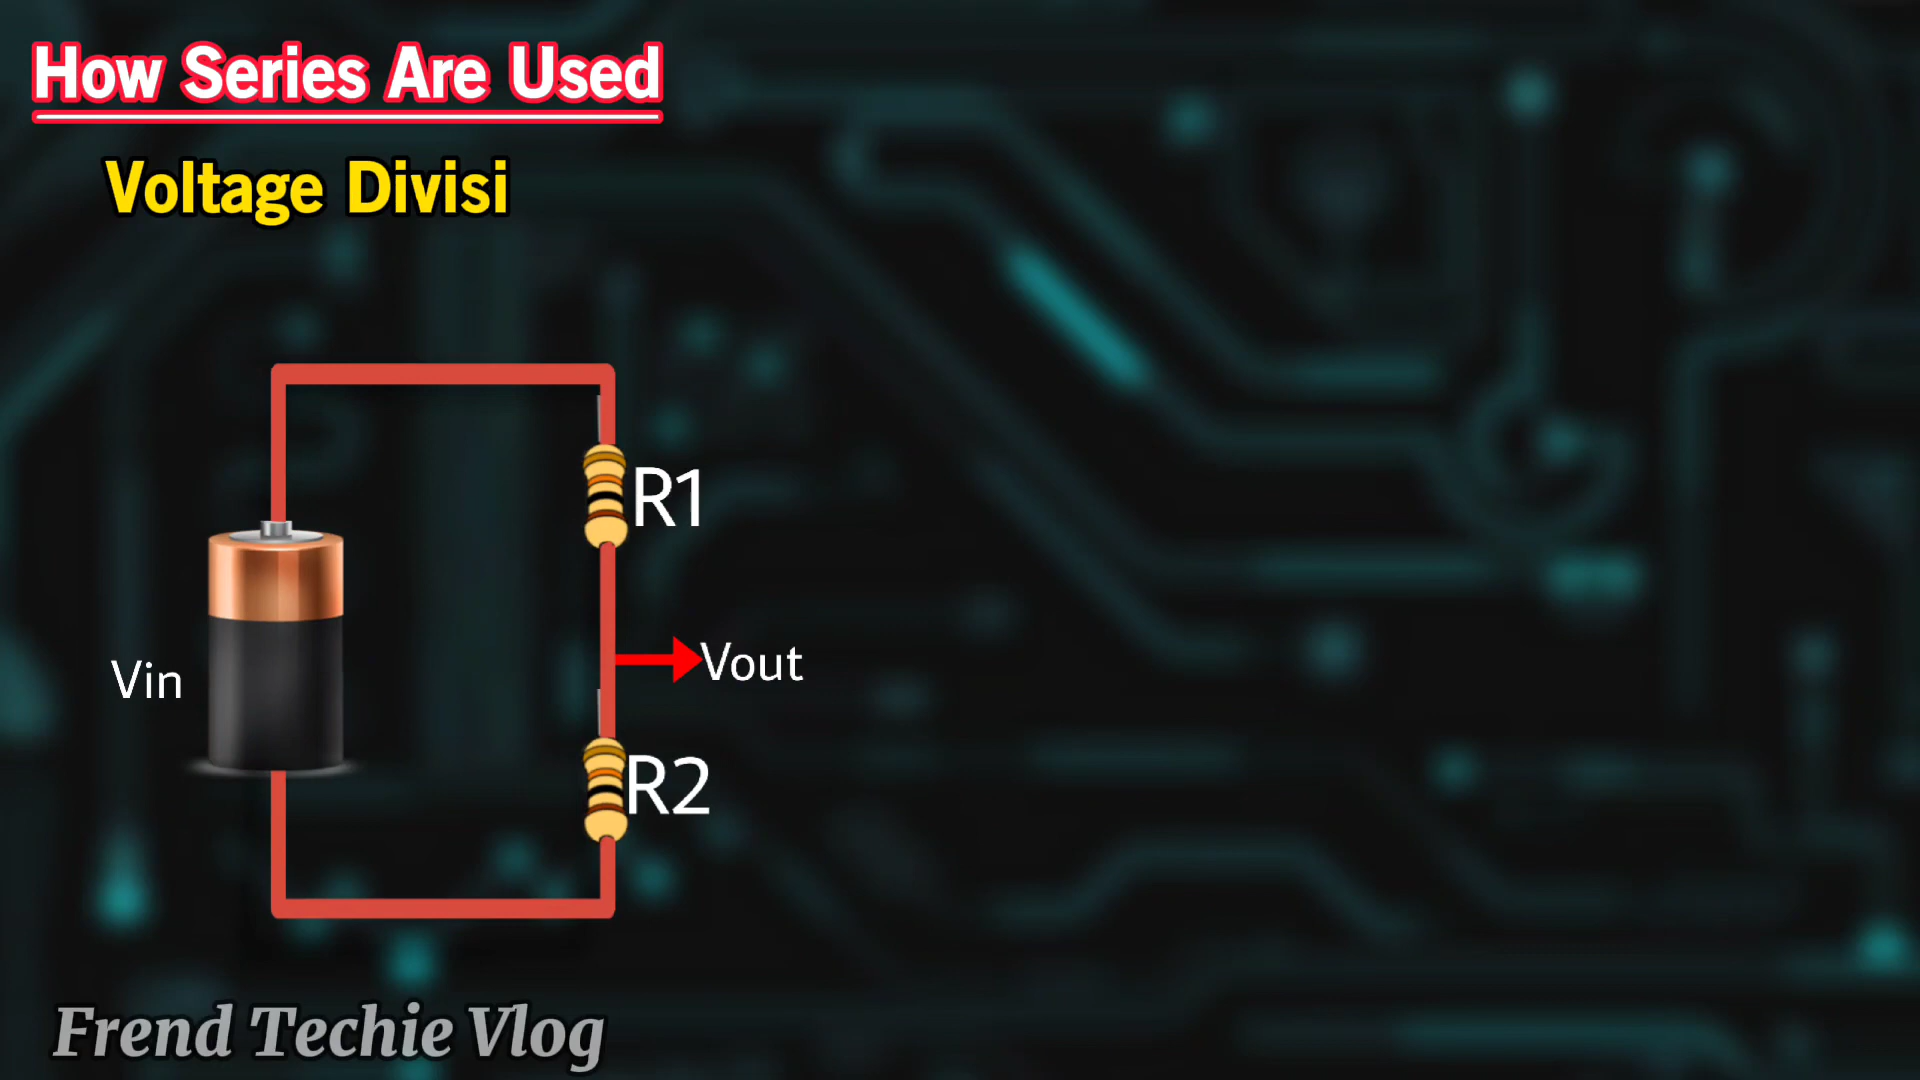 How Series Are Used
Voltage Divisi
R1
Vout
Vin
R2
Frend Techie Vlog